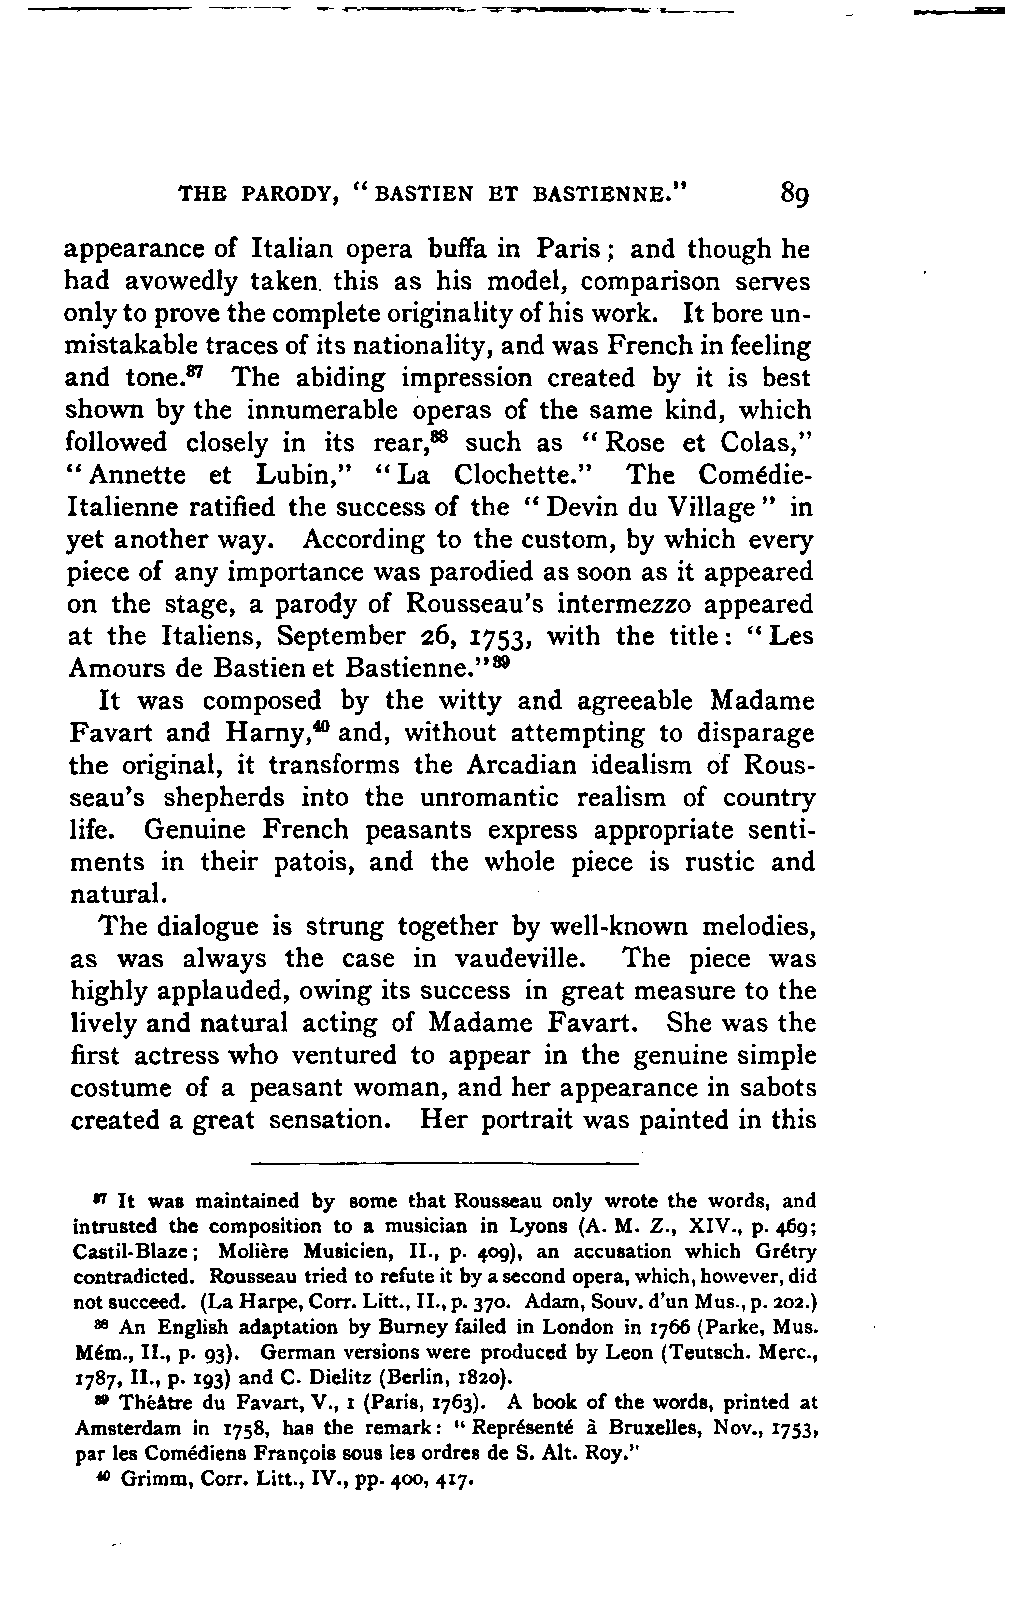 THE PARODY, "BASTIEN ET BASTIENNE." 89
appearance of Italian opera buffa in Paris; and though he
had avowedly taken this as his model, comparison serves
only to prove the complete originality of his work. It bore un-
mistakable traces of its nationality, and was French in feeling
and tone.³⁷ The abiding impression created by it is best
shown by the innumerable operas of the same kind, which
followed closely in its rear,³⁸ such as "Rose et Colas,"
"Annette et Lubin," "La Clochette." The Comédie-
Italienne ratified the success of the "Devin du Village" in
yet another way. According to the custom, by which every
piece of any importance was parodied as soon as it appeared
on the stage, a parody of Rousseau's intermezzo appeared
at the Italiens, September 26, 1753, with the title: "Les
Amours de Bastien et Bastienne."³⁹
It was composed by the witty and agreeable Madame
Favart and Harny,⁴⁰ and, without attempting to disparage
the original, it transforms the Arcadian idealism of Rous-
seau's shepherds into the unromantic realism of country
life. Genuine French peasants express appropriate senti-
ments in their patois, and the whole piece is rustic and
natural.
The dialogue is strung together by well-known melodies,
as was always the case in vaudeville. The piece was
highly applauded, owing its success in great measure to the
lively and natural acting of Madame Favart. She was the
first actress who ventured to appear in the genuine simple
costume of a peasant woman, and her appearance in sabots
created a great sensation. Her portrait was painted in this
³⁷ It was maintained by some that Rousseau only wrote the words, and
intrusted the composition to a musician in Lyons (A. M. Z., XIV., p. 469;
Castil-Blaze; Molière Musicien, II., p. 409), an accusation which Grétry
contradicted. Rousseau tried to refute it by a second opera, which, however, did
not succeed. (La Harpe, Corr. Litt., II., p. 370. Adam, Souv. d'un Mus., p. 202.)
³⁸ An English adaptation by Burney failed in London in 1766 (Parke, Mus.
Mém., II., p. 93). German versions were produced by Leon (Teutsch. Merc.,
1787, II., p. 193) and C. Dielitz (Berlin, 1820).
³⁹ Théâtre du Favart, V., 1 (Paris, 1763). A book of the words, printed at
Amsterdam in 1758, has the remark: "Représenté à Bruxelles, Nov., 1753,
par les Comédiens François sous les ordres de S. Alt. Roy."
⁴⁰ Grimm, Corr. Litt., IV., pp. 400, 417.